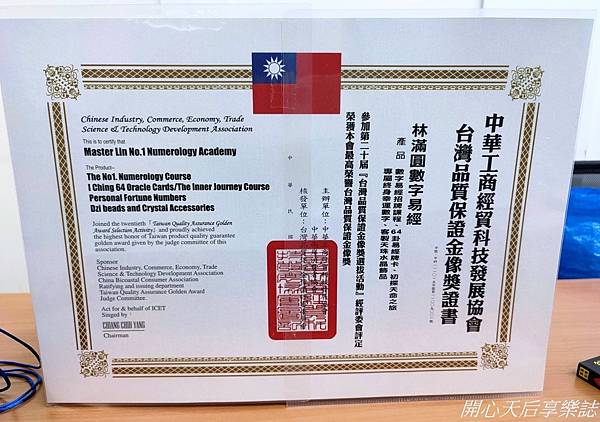 Chinese Industry, Commerce, Economy, Trade
Science & Technology Development Association
This is to certify that
Master Lin No.1 Numerology Academy
The Product--
The No1. Numerology Course
I Ching 64 Oracle Cards/The Inner Journey Course
Personal Fortune Numbers
Dzi beads and Crystal Accessories
Joined the twentieth「Taiwan Quality Assurance Golden
Award Selection Activity」and proudly achieved
the highest honor of Taiwan product quality guarantee
golden award given by the judge committee of this
association.
Sponsor
Chinese Industry, Commerce, Economy, Trade
Science & Technology Development Association
China Bioastral Consumer Association
Ratifying and issuing department
Taiwan Quality Assurance Golden Award
Judge Committee.
Act for & behalf of ICET
Singed by
CHIANG CHIH YANG
Chairman
中華工商經貿科技發展協會
台灣品質保證金像獎證書
林滿圓數字易經
產品
數字易經招牌課程、64卦易經牌卡、初探天命之旅
專屬終身幸運數字、客製天珠水晶飾品
參加第二十屆『台灣品質保證金像獎選拔活動』經評委會評定
榮獲本會最高榮譽台灣品質保證金像獎
主辦單位：中華
核發單位：台灣
中華民國
開心天后享樂誌